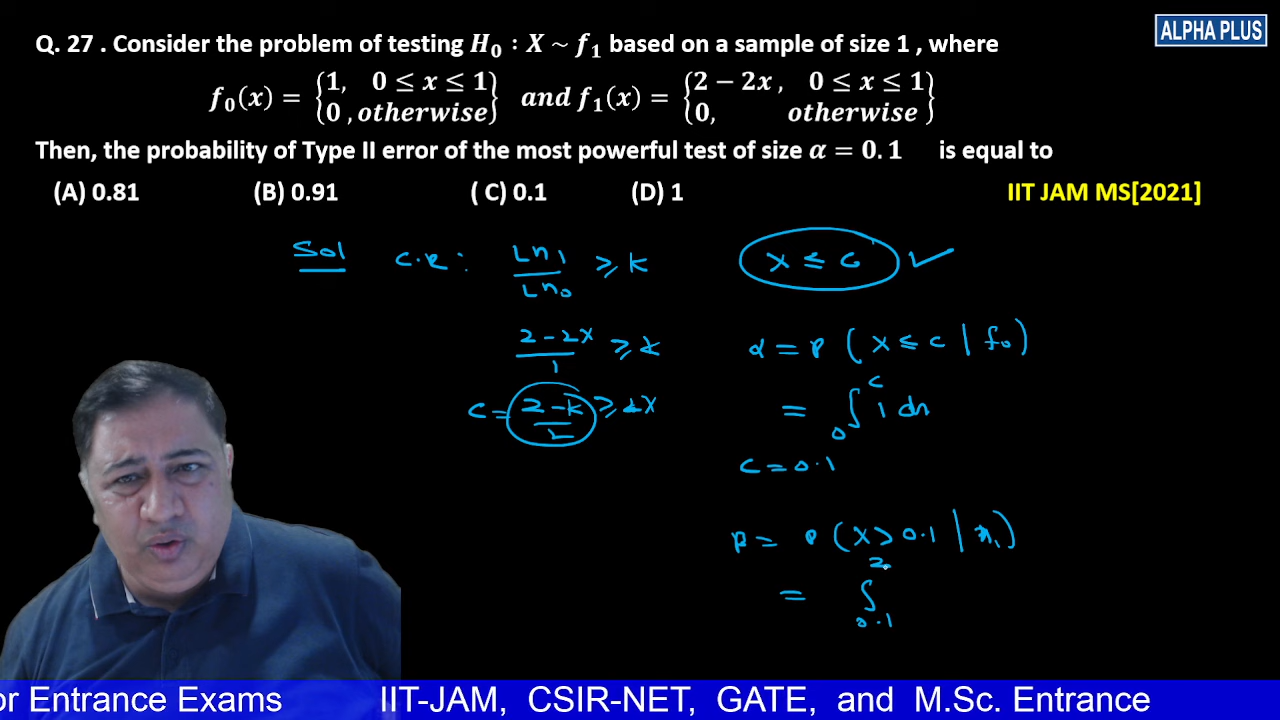 ALPHA PLUS
Q. 27 . Consider the problem of testing H₀ : X ~ f₁ based on a sample of size 1 , where
f₀(x) = {1, 0 ≤ x ≤ 1 and f₁(x) = {2 − 2x , 0 ≤ x ≤ 1
{0 , otherwise} {0, otherwise}
Then, the probability of Type II error of the most powerful test of size α = 0.1 is equal to
(A) 0.81 (B) 0.91 ( C) 0.1 (D) 1 IIT JAM MS[2021]
Sol C.R : Ln₁ / Ln₀ ≥ k X ≤ C ✓
2 − 2X / 1 ≥ k α = P ( X ≤ c | f₀ )
c = 2 − k / 2 ≥ X = ∫₀ᶜ 1 dx
c = 0.1
β = P ( X > 0.1 | )
= ∫ 0.1
or Entrance Exams IIT-JAM, CSIR-NET, GATE, and M.Sc. Entrance